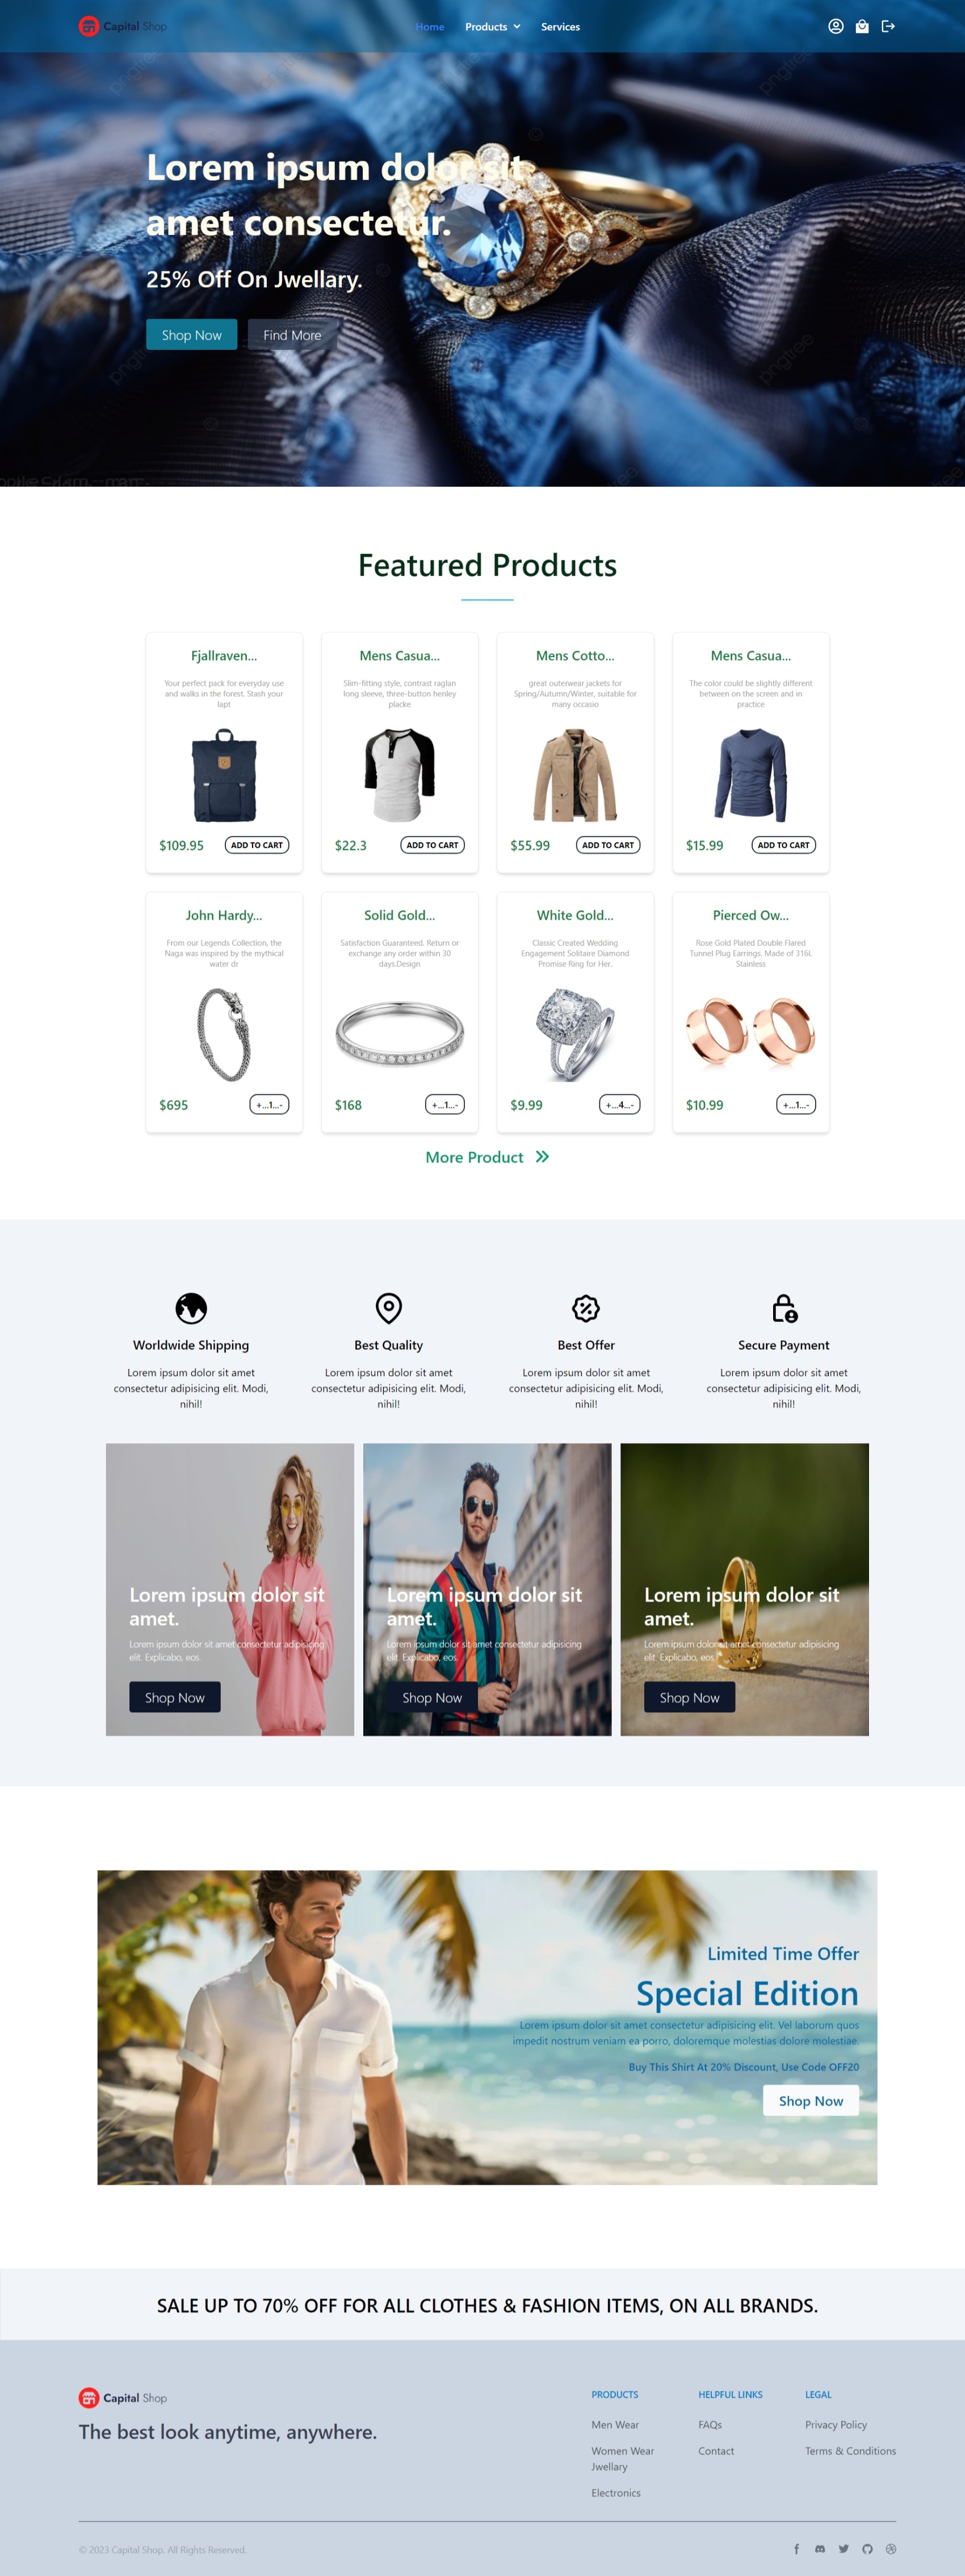 Capital Shop
Home Products Services
Lorem ipsum dolor sit
amet consectetur.
25% Off On Jwellary.
Shop Now Find More
pngtree
Featured Products
Fjallraven...
Your perfect pack for everyday use
and walks in the forest. Stash your
lapt
$109.95 ADD TO CART
Mens Casua...
Slim-fitting style, contrast raglan
long sleeve, three-button henley
placke
$22.3 ADD TO CART
Mens Cotto...
great outerwear jackets for
Spring/Autumn/Winter, suitable for
many occasio
$55.99 ADD TO CART
Mens Casua...
The color could be slightly different
between on the screen and in
practice
$15.99 ADD TO CART
John Hardy...
From our Legends Collection, the
Naga was inspired by the mythical
water dr
$695 +...1...-
Solid Gold...
Satisfaction Guaranteed. Return or
exchange any order within 30
days.Design
$168 +...1...-
White Gold...
Classic Created Wedding
Engagement Solitaire Diamond
Promise Ring for Her.
$9.99 +...4...-
Pierced Ow...
Rose Gold Plated Double Flared
Tunnel Plug Earrings. Made of 316L
Stainless
$10.99 +...1...-
More Product
Worldwide Shipping
Lorem ipsum dolor sit amet
consectetur adipisicing elit. Modi,
nihil!
Best Quality
Lorem ipsum dolor sit amet
consectetur adipisicing elit. Modi,
nihil!
Best Offer
Lorem ipsum dolor sit amet
consectetur adipisicing elit. Modi,
nihil!
Secure Payment
Lorem ipsum dolor sit amet
consectetur adipisicing elit. Modi,
nihil!
Lorem ipsum dolor sit
amet.
Lorem ipsum dolor sit amet consectetur adipisicing
elit. Explicabo, eos.
Shop Now
Lorem ipsum dolor sit
amet.
Lorem ipsum dolor sit amet consectetur adipisicing
elit. Explicabo, eos.
Shop Now
Lorem ipsum dolor sit
amet.
Lorem ipsum dolor sit amet consectetur adipisicing
elit. Explicabo, eos.
Shop Now
Limited Time Offer
Special Edition
Lorem ipsum dolor sit amet consectetur adipisicing elit. Vel laborum quos
impedit nostrum veniam ea porro, doloremque molestias dolore molestiae.
Buy This Shirt At 20% Discount, Use Code OFF20
Shop Now
SALE UP TO 70% OFF FOR ALL CLOTHES & FASHION ITEMS, ON ALL BRANDS.
Capital Shop
The best look anytime, anywhere.
PRODUCTS
Men Wear
Women Wear
Jwellary
Electronics
HELPFUL LINKS
FAQs
Contact
LEGAL
Privacy Policy
Terms & Conditions
© 2023 Capital Shop. All Rights Reserved.